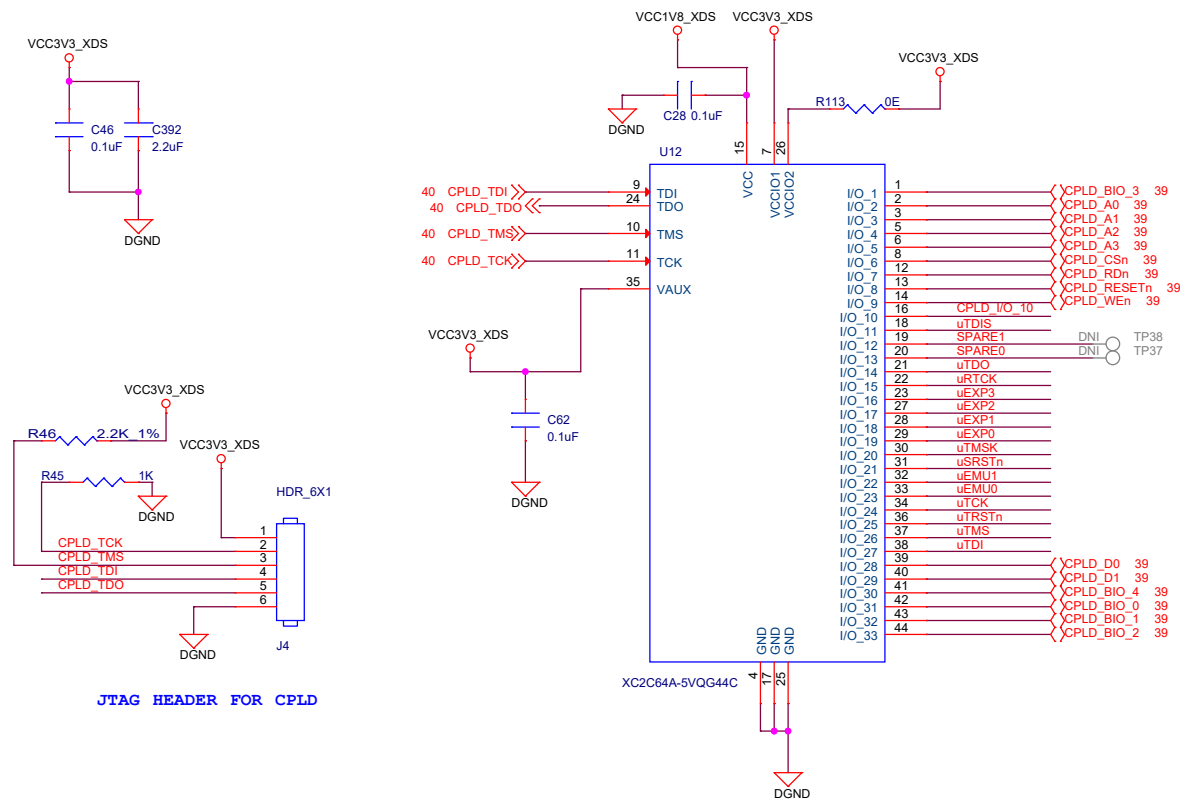 VCC3V3_XDS
C46
0.1uF
C392
2.2uF
DGND
VCC1V8_XDS
VCC3V3_XDS
VCC3V3_XDS
R113
0E
C28 0.1uF
DGND
U12
15
7
26
VCC
VCCIO1
VCCIO2
40 CPLD_TDI 9 TDI
40 CPLD_TDO 24 TDO
40 CPLD_TMS 10 TMS
40 CPLD_TCK 11 TCK
35 VAUX
VCC3V3_XDS
C62
0.1uF
DGND
I/O_1 1 CPLD_BIO_3 39
I/O_2 2 CPLD_A0 39
I/O_3 3 CPLD_A1 39
I/O_4 5 CPLD_A2 39
I/O_5 6 CPLD_A3 39
I/O_6 8 CPLD_CSn 39
I/O_7 12 CPLD_RDn 39
I/O_8 13 CPLD_RESETn 39
I/O_9 14 CPLD_WEn 39
I/O_10 16 CPLD_I/O_10
I/O_11 18 uTDIS
I/O_12 19 SPARE1 DNI TP38
I/O_13 20 SPARE0 DNI TP37
I/O_14 21 uTDO
I/O_15 22 uRTCK
I/O_16 23 uEXP3
I/O_17 27 uEXP2
I/O_18 28 uEXP1
I/O_19 29 uEXP0
I/O_20 30 uTMSK
I/O_21 31 uSRSTn
I/O_22 32 uEMU1
I/O_23 33 uEMU0
I/O_24 34 uTCK
I/O_25 36 uTRSTn
I/O_26 37 uTMS
I/O_27 38 uTDI
I/O_28 39 CPLD_D0 39
I/O_29 40 CPLD_D1 39
I/O_30 41 CPLD_BIO_4 39
I/O_31 42 CPLD_BIO_0 39
I/O_32 43 CPLD_BIO_1 39
I/O_33 44 CPLD_BIO_2 39
GND
GND
GND
4
17
25
XC2C64A-5VQG44C
DGND
VCC3V3_XDS
R46 2.2K_1%
VCC3V3_XDS
R45 1K
DGND
HDR_6X1
1
CPLD_TCK 2
CPLD_TMS 3
CPLD_TDI 4
CPLD_TDO 5
6
DGND
J4
JTAG HEADER FOR CPLD